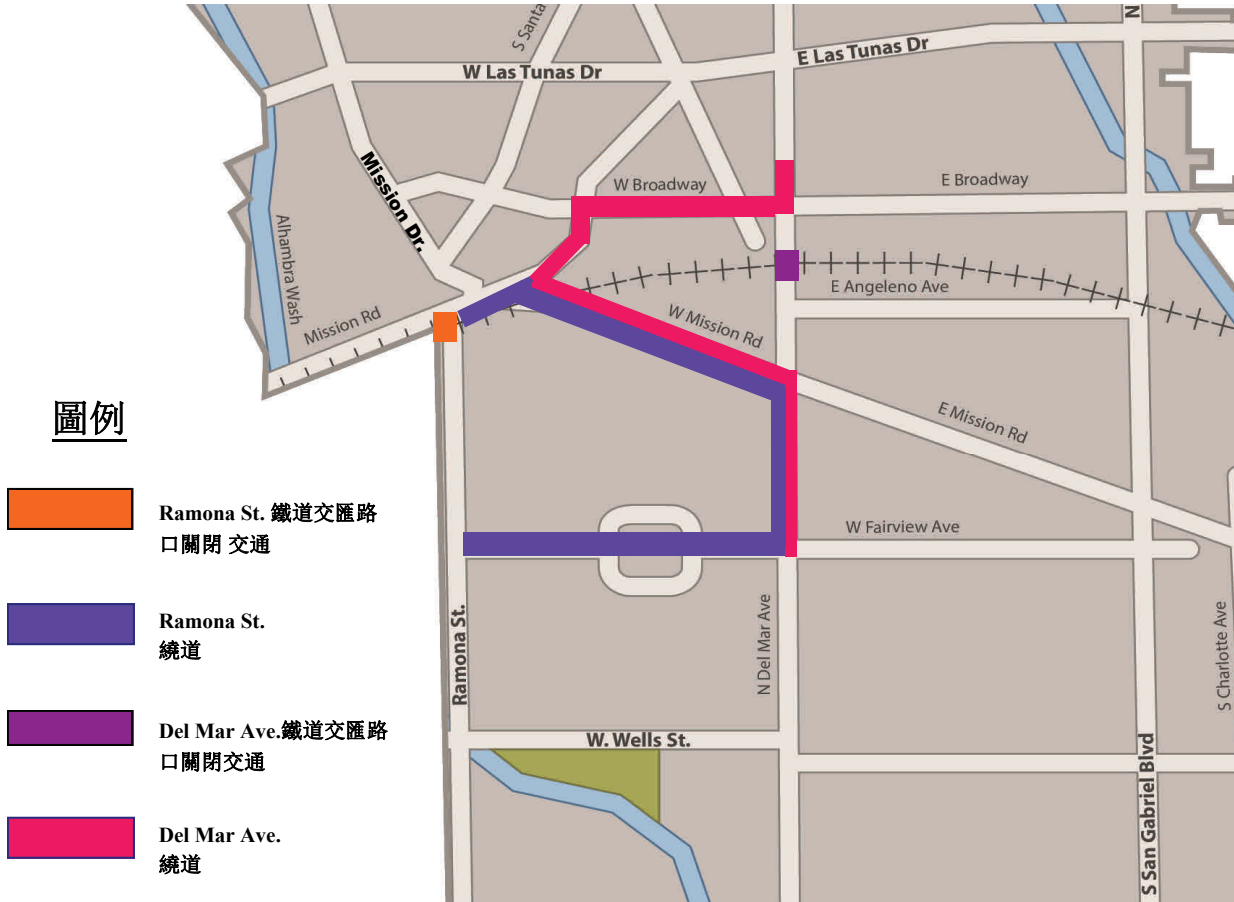 S Santa
N
W Las Tunas Dr
E Las Tunas Dr
Mission Dr.
W Broadway
E Broadway
Alhambra Wash
Mission Rd
E Angeleno Ave
W Mission Rd
E Mission Rd
W Fairview Ave
Ramona St.
N Del Mar Ave
S Charlotte Ave
W. Wells St.
S San Gabriel Blvd
圖例
Ramona St. 鐵道交匯路
口關閉 交通
Ramona St.
繞道
Del Mar Ave.鐵道交匯路
口關閉交通
Del Mar Ave.
繞道